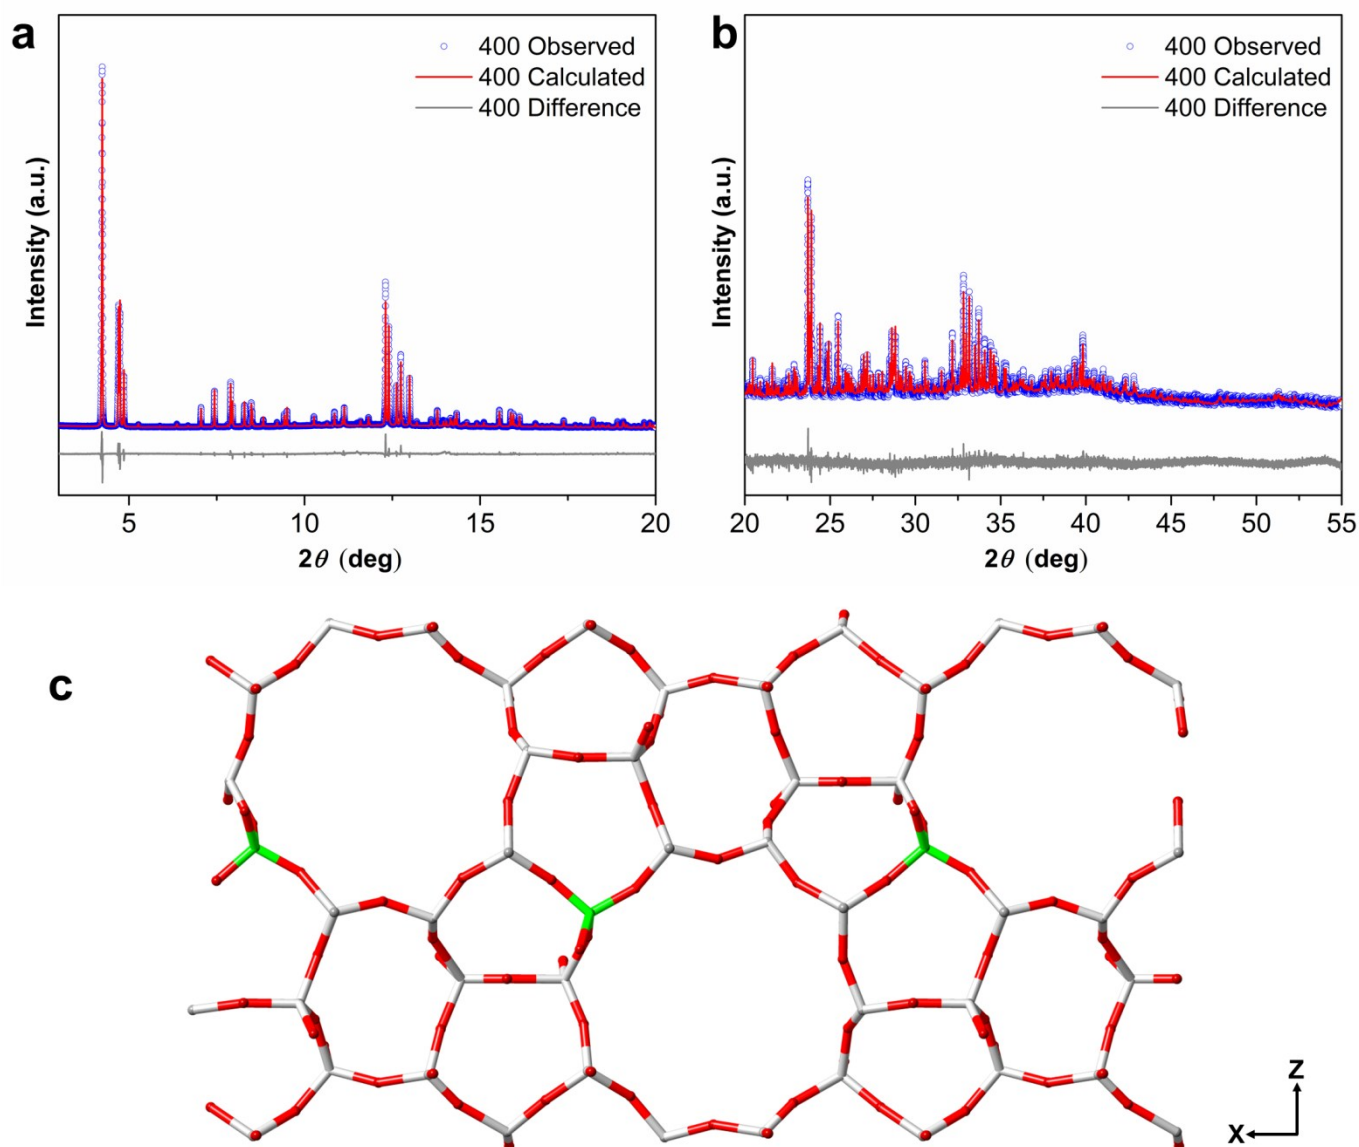 a
400 Observed
400 Calculated
400 Difference
Intensity (a.u.)
5 10 15 20
2θ (deg)
b
400 Observed
400 Calculated
400 Difference
Intensity (a.u.)
20 25 30 35 40 45 50 55
2θ (deg)
c
Z
X